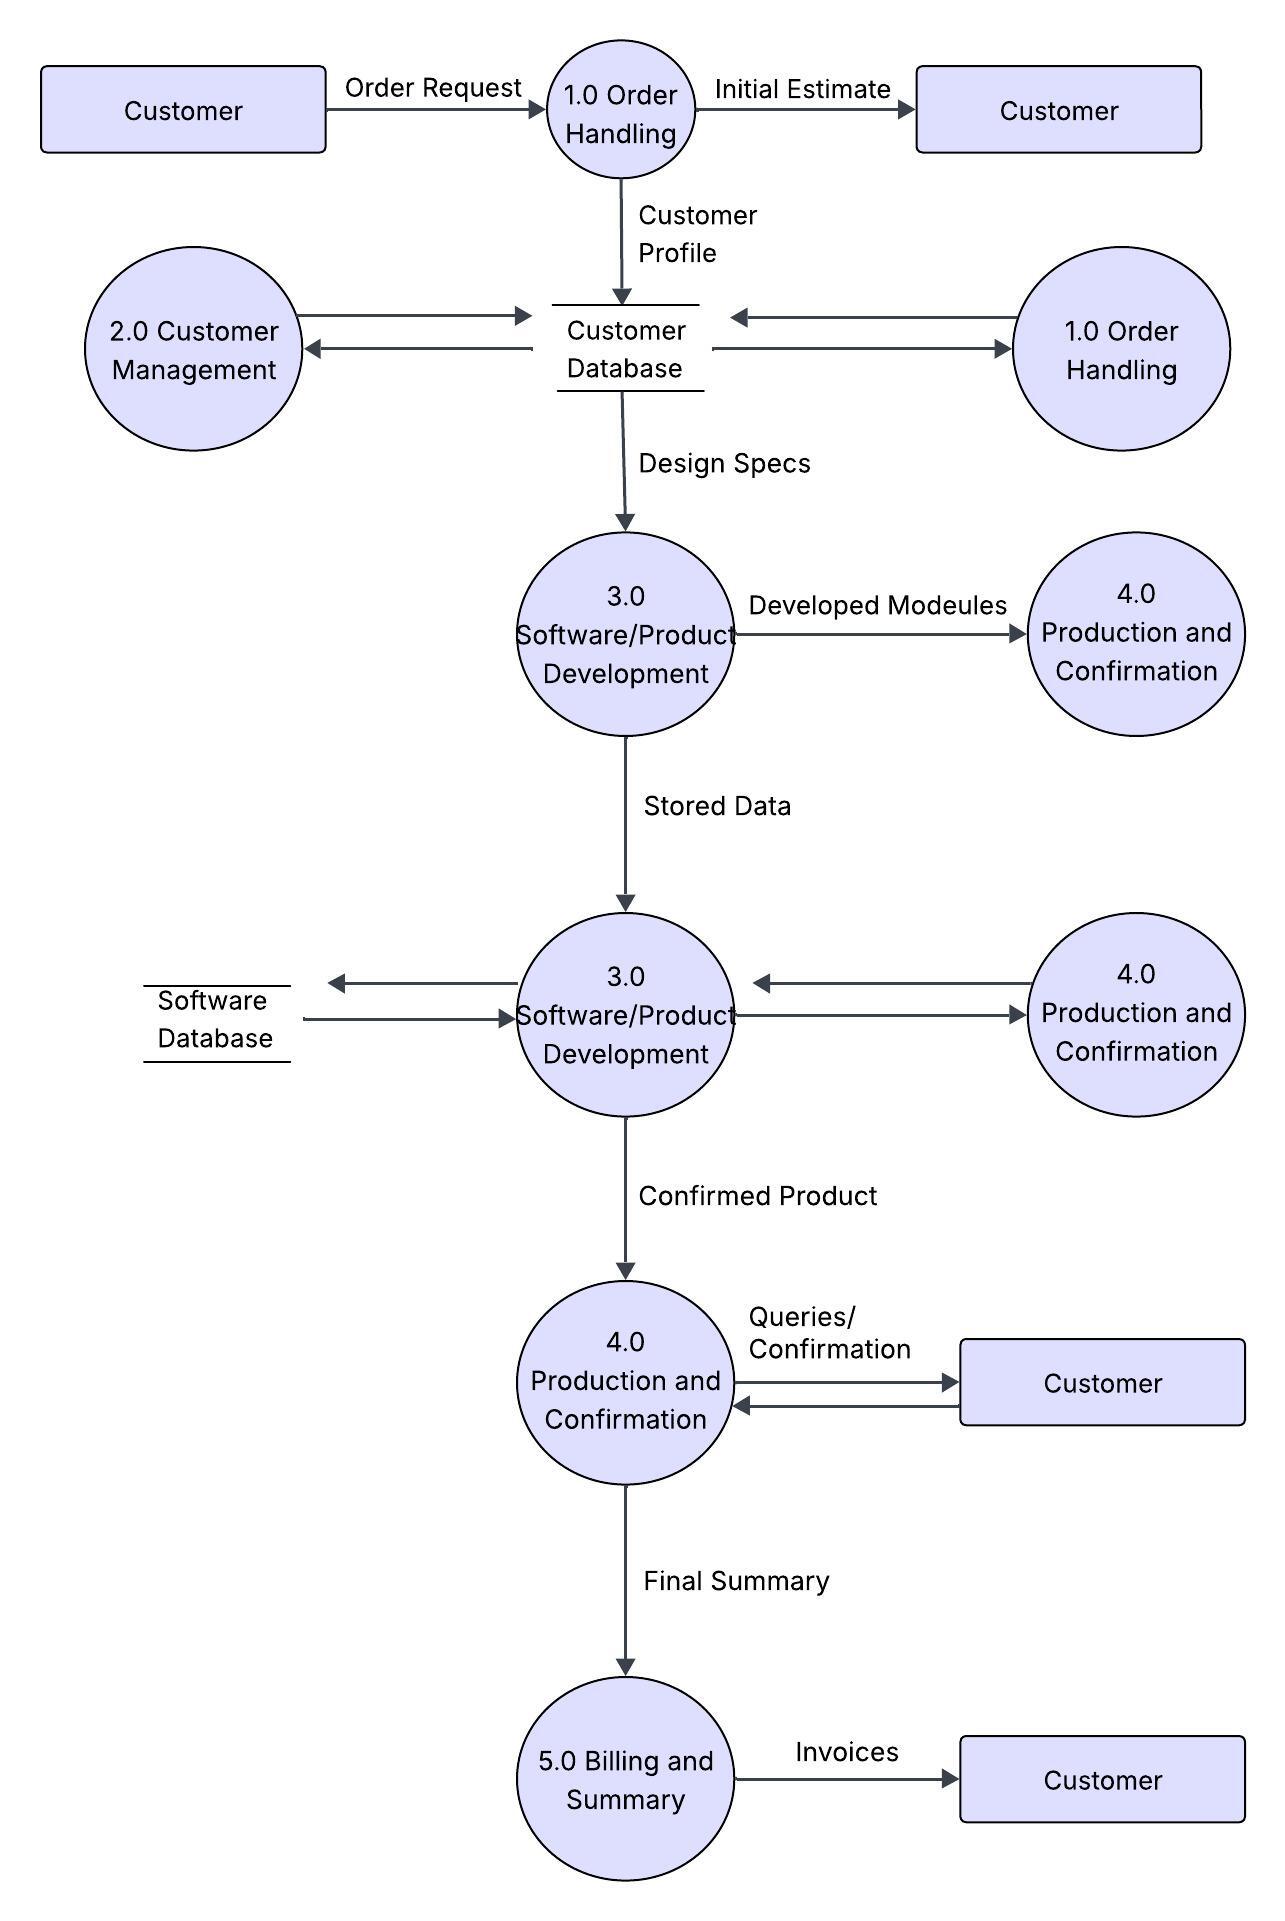 Customer
Order Request
1.0 Order
Handling
Initial Estimate
Customer
Customer
Profile
2.0 Customer
Management
Customer
Database
1.0 Order
Handling
Design Specs
3.0
Software/Product
Development
Developed Modeules
4.0
Production and
Confirmation
Stored Data
Software
Database
3.0
Software/Product
Development
4.0
Production and
Confirmation
Confirmed Product
4.0
Production and
Confirmation
Queries/
Confirmation
Customer
Final Summary
5.0 Billing and
Summary
Invoices
Customer